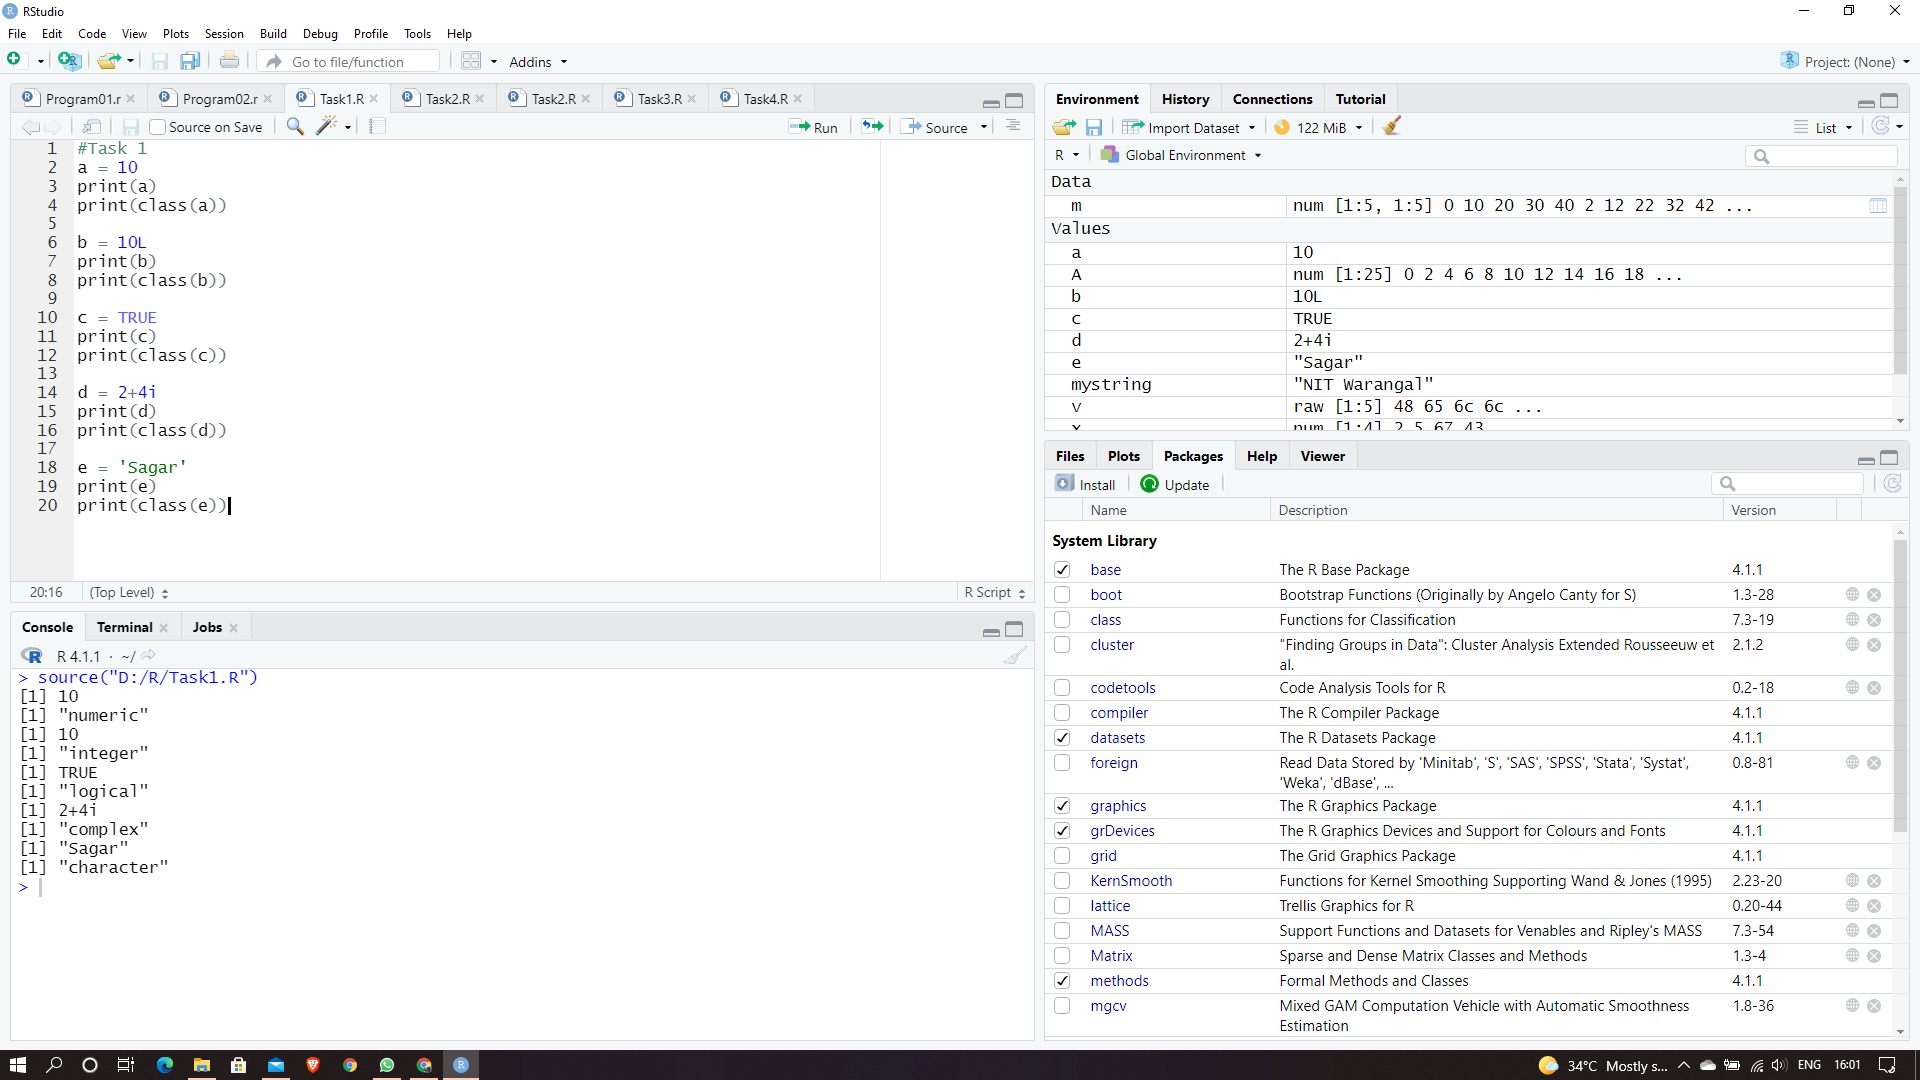 RStudio
File Edit Code View Plots Session Build Debug Profile Tools Help
Go to file/function Addins Project: (None)
Program01.r Program02.r Task1.R Task2.R Task2.R Task3.R Task4.R
Source on Save Run Source
1 #Task 1
2 a = 10
3 print(a)
4 print(class(a))
5
6 b = 10L
7 print(b)
8 print(class(b))
9
10 c = TRUE
11 print(c)
12 print(class(c))
13
14 d = 2+4i
15 print(d)
16 print(class(d))
17
18 e = 'Sagar'
19 print(e)
20 print(class(e))
20:16 (Top Level) R Script
Console Terminal Jobs
R 4.1.1 · ~/
> source("D:/R/Task1.R")
[1] 10
[1] "numeric"
[1] 10
[1] "integer"
[1] TRUE
[1] "logical"
[1] 2+4i
[1] "complex"
[1] "Sagar"
[1] "character"
>
Environment History Connections Tutorial
Import Dataset 122 MiB List
R Global Environment
Data
m num [1:5, 1:5] 0 10 20 30 40 2 12 22 32 42 ...
Values
a 10
A num [1:25] 0 2 4 6 8 10 12 14 16 18 ...
b 10L
c TRUE
d 2+4i
e "Sagar"
mystring "NIT Warangal"
v raw [1:5] 48 65 6c 6c ...
x num [1:4] 2 5 67 43
Files Plots Packages Help Viewer
Install Update
Name Description Version
System Library
base The R Base Package 4.1.1
boot Bootstrap Functions (Originally by Angelo Canty for S) 1.3-28
class Functions for Classification 7.3-19
cluster "Finding Groups in Data": Cluster Analysis Extended Rousseeuw et 2.1.2
al.
codetools Code Analysis Tools for R 0.2-18
compiler The R Compiler Package 4.1.1
datasets The R Datasets Package 4.1.1
foreign Read Data Stored by 'Minitab', 'S', 'SAS', 'SPSS', 'Stata', 'Systat', 0.8-81
'Weka', 'dBase', ...
graphics The R Graphics Package 4.1.1
grDevices The R Graphics Devices and Support for Colours and Fonts 4.1.1
grid The Grid Graphics Package 4.1.1
KernSmooth Functions for Kernel Smoothing Supporting Wand & Jones (1995) 2.23-20
lattice Trellis Graphics for R 0.20-44
MASS Support Functions and Datasets for Venables and Ripley's MASS 7.3-54
Matrix Sparse and Dense Matrix Classes and Methods 1.3-4
methods Formal Methods and Classes 4.1.1
mgcv Mixed GAM Computation Vehicle with Automatic Smoothness 1.8-36
Estimation
34°C Mostly s... ENG 16:01